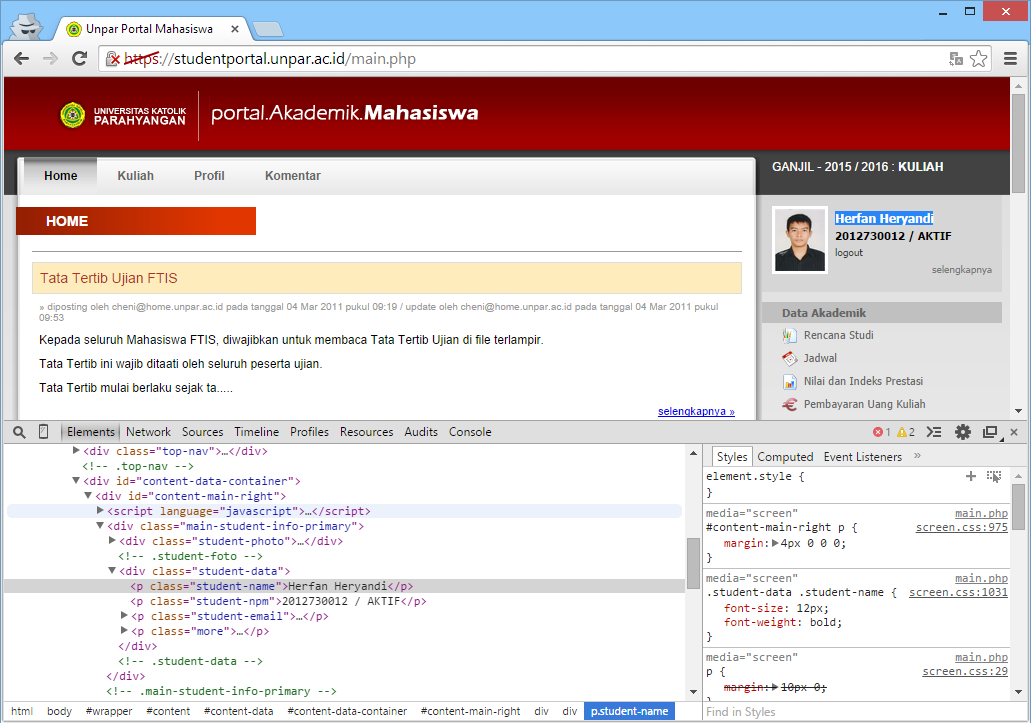 Unpar Portal Mahasiswa
https://studentportal.unpar.ac.id/main.php
UNIVERSITAS KATOLIK
PARAHYANGAN
portal.Akademik.Mahasiswa
Home Kuliah Profil Komentar
GANJIL - 2015 / 2016 : KULIAH
HOME
Herfan Heryandi
2012730012 / AKTIF
logout
selengkapnya
Tata Tertib Ujian FTIS
» diposting oleh cheni@home.unpar.ac.id pada tanggal 04 Mar 2011 pukul 09:19 / update oleh cheni@home.unpar.ac.id pada tanggal 04 Mar 2011 pukul
09:53
Kepada seluruh Mahasiswa FTIS, diwajibkan untuk membaca Tata Tertib Ujian di file terlampir.
Tata Tertib ini wajib ditaati oleh seluruh peserta ujian.
Tata Tertib mulai berlaku sejak ta.....
selengkapnya »
Data Akademik
Rencana Studi
Jadwal
Nilai dan Indeks Prestasi
Pembayaran Uang Kuliah
Elements Network Sources Timeline Profiles Resources Audits Console
1 2
<div class="top-nav">…</div>
<!-- .top-nav -->
<div id="content-data-container">
<div id="content-main-right">
<script language="javascript">…</script>
<div class="main-student-info-primary">
<div class="student-photo">…</div>
<!-- .student-foto -->
<div class="student-data">
<p class="student-name">Herfan Heryandi</p>
<p class="student-npm">2012730012 / AKTIF</p>
<p class="student-email">…</p>
<p class="more">…</p>
</div>
<!-- .student-data -->
</div>
<!-- .main-student-info-primary -->
html body #wrapper #content #content-data #content-data-container #content-main-right div div p.student-name
Styles Computed Event Listeners »
element.style {
}
media="screen" main.php
#content-main-right p { screen.css:975
margin: 4px 0 0 0;
}
media="screen" main.php
.student-data .student-name { screen.css:1031
font-size: 12px;
font-weight: bold;
}
media="screen" main.php
p { screen.css:29
margin: 10px 0;
}
Find in Styles